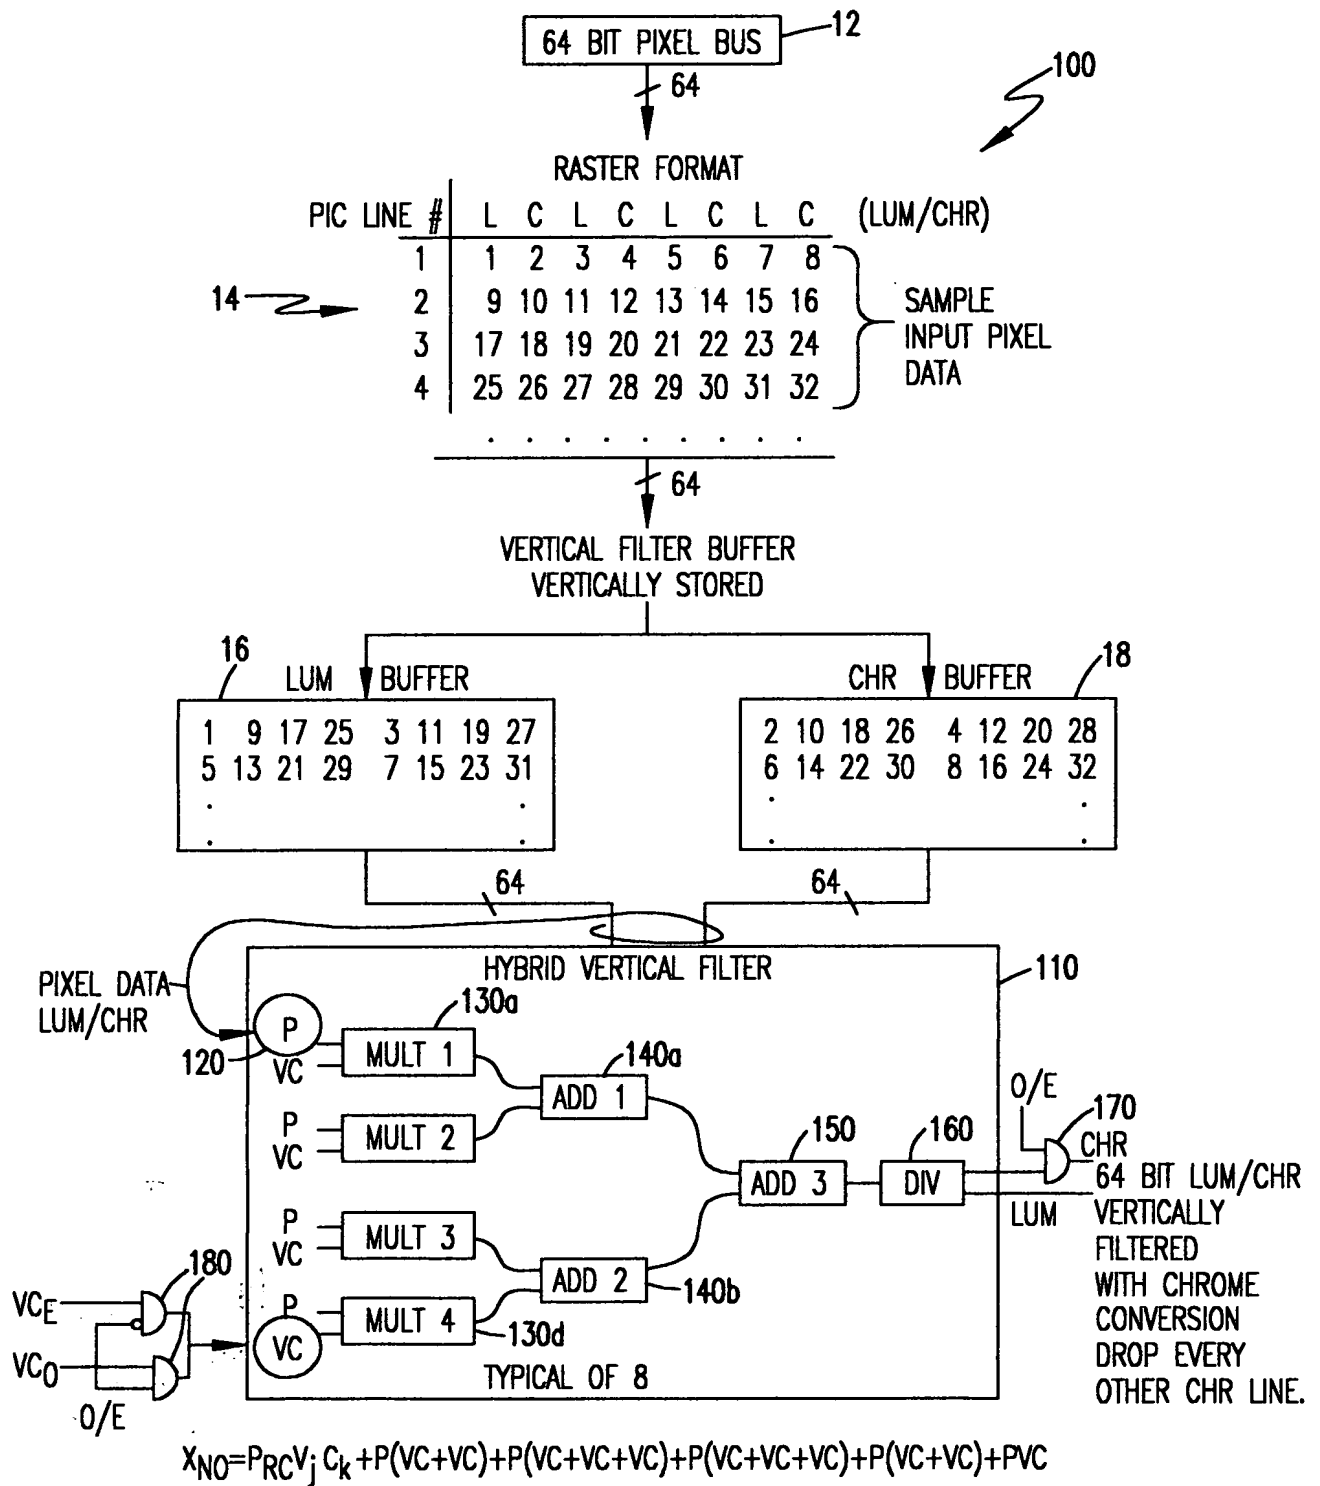 64 BIT PIXEL BUS
12
64
100
RASTER FORMAT
PIC LINE # L C L C L C L C (LUM/CHR)
1 1 2 3 4 5 6 7 8
2 9 10 11 12 13 14 15 16
3 17 18 19 20 21 22 23 24
4 25 26 27 28 29 30 31 32
14
SAMPLE
INPUT PIXEL
DATA
. . . . . . . . .
64
VERTICAL FILTER BUFFER
VERTICALLY STORED
16
LUM BUFFER
1 9 17 25 3 11 19 27
5 13 21 29 7 15 23 31
. .
. .
18
CHR BUFFER
2 10 18 26 4 12 20 28
6 14 22 30 8 16 24 32
. .
. .
64
64
PIXEL DATA
LUM/CHR
HYBRID VERTICAL FILTER
110
120
P
VC
MULT 1
130a
P
VC
MULT 2
ADD 1
140a
P
VC
MULT 3
P
VC
MULT 4
130d
ADD 2
140b
ADD 3
150
DIV
160
TYPICAL OF 8
O/E
170
CHR
LUM
64 BIT LUM/CHR
VERTICALLY
FILTERED
WITH CHROME
CONVERSION
DROP EVERY
OTHER CHR LINE.
180
VCE
VCO
O/E
XNO=PRCVjCk+P(VC+VC)+P(VC+VC+VC)+P(VC+VC+VC)+P(VC+VC)+PVC